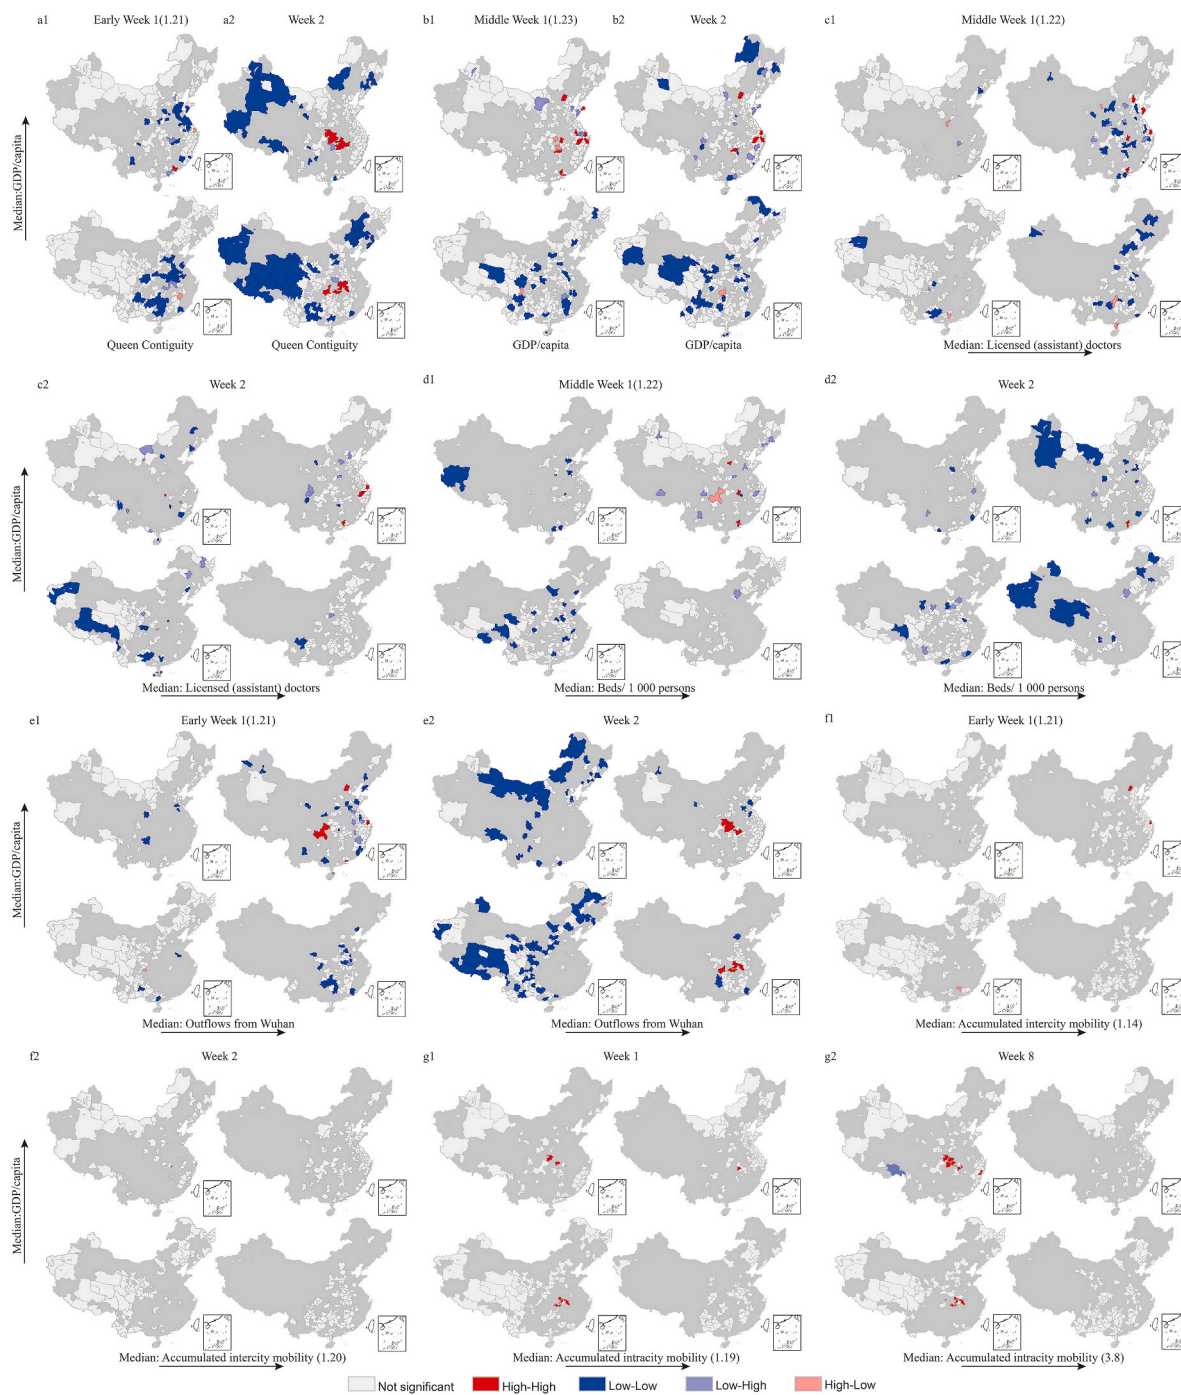 a1 Early Week 1(1.21) a2 Week 2 b1 Middle Week 1(1.23) b2 Week 2 c1 Middle Week 1(1.22)
Median:GDP/capita
Queen Contiguity Queen Contiguity GDP/capita GDP/capita Median: Licensed (assistant) doctors
c2 Week 2 d1 Middle Week 1(1.22) d2 Week 2
Median:GDP/capita
Median: Licensed (assistant) doctors Median: Beds/ 1 000 persons Median: Beds/ 1 000 persons
e1 Early Week 1(1.21) e2 Week 2 f1 Early Week 1(1.21)
Median:GDP/capita
Median: Outflows from Wuhan Median: Outflows from Wuhan Median: Accumulated intercity mobility (1.14)
f2 Week 2 g1 Week 1 g2 Week 8
Median:GDP/capita
Median: Accumulated intercity mobility (1.20) Median: Accumulated intracity mobility (1.19) Median: Accumulated intracity mobility (3.8)
Not significant High-High Low-Low Low-High High-Low